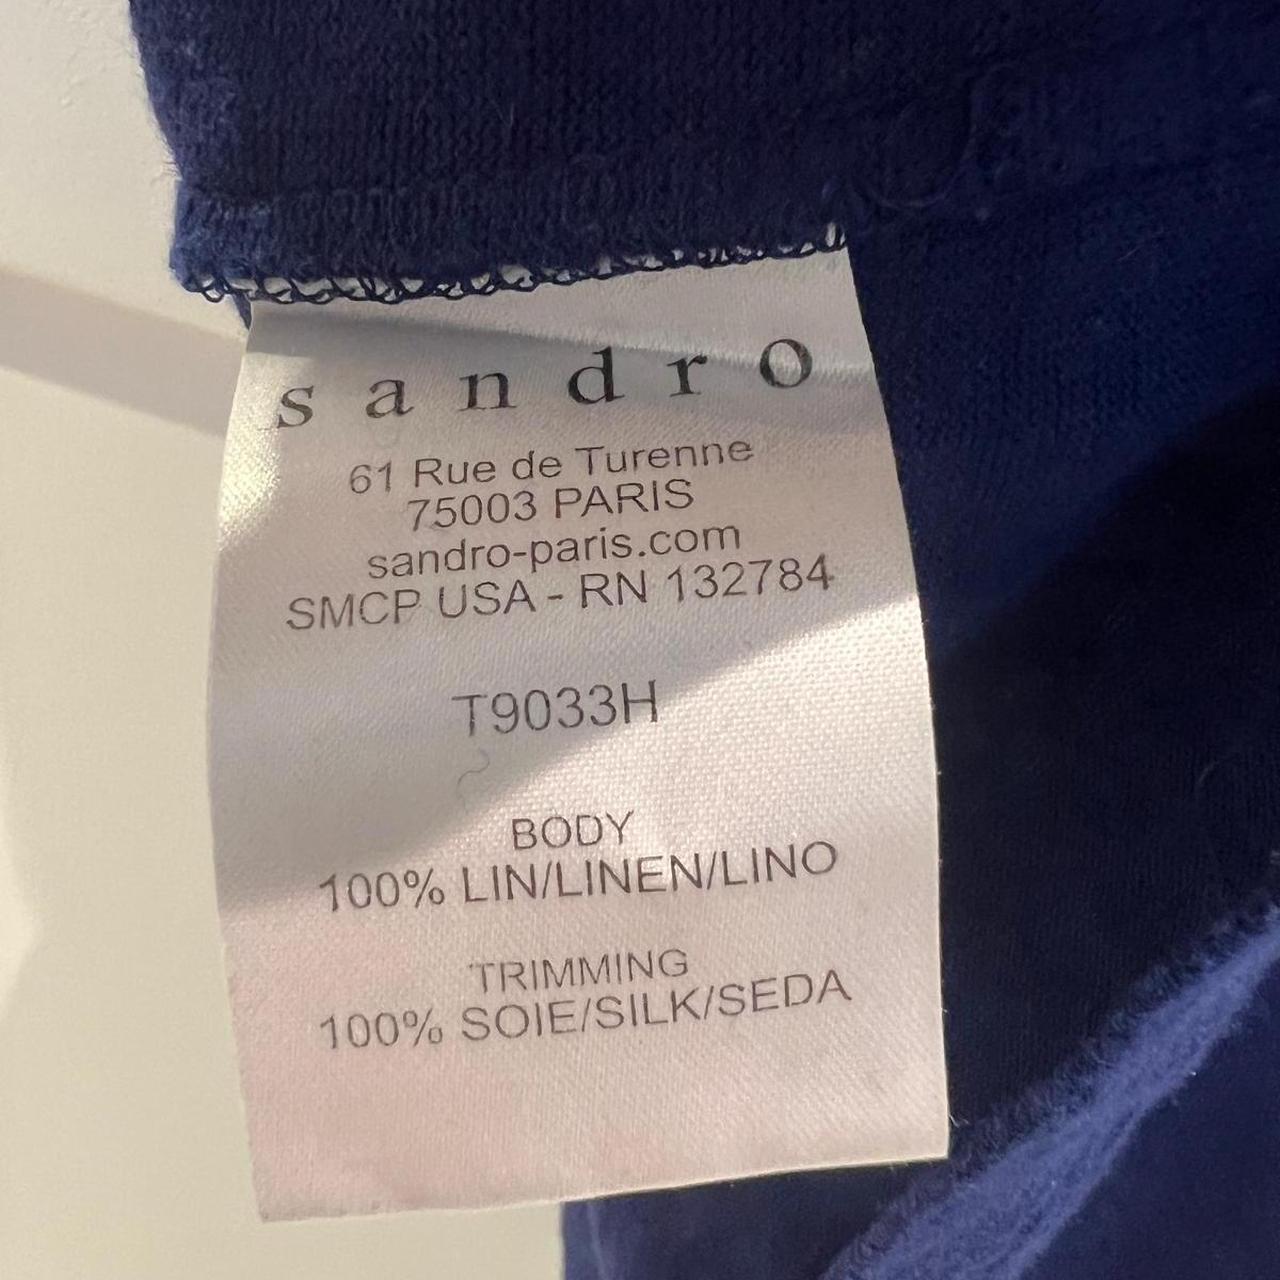 sandro
61 Rue de Turenne
75003 PARIS
sandro-paris.com
SMCP USA - RN 132784
T9033H
BODY
100% LIN/LINEN/LINO
TRIMMING
100% SOIE/SILK/SEDA